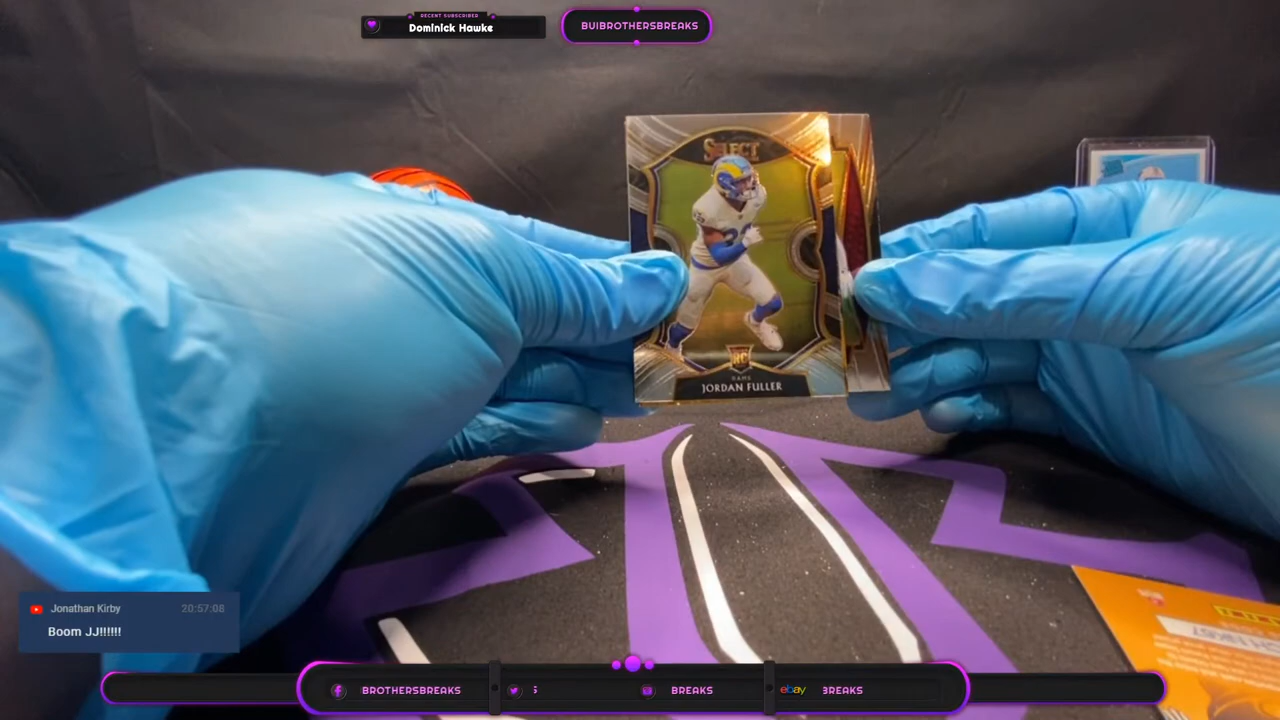 RECENT SUBSCRIBER
Dominick Hawke
BUIBROTHERSBREAKS
SELECT
RC
RAMS
JORDAN FULLER
Jonathan Kirby 20:57:08
Boom JJ!!!!!!
BROTHERSBREAKS
BREAKS
ebay
BREAKS